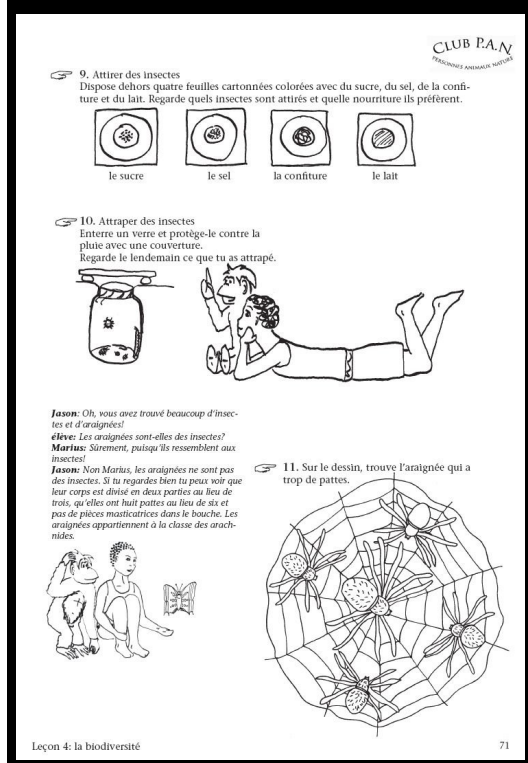 CLUB P.A.N.
PERSONNES ANIMAUX NATURE
9. Attirer des insectes
Dispose dehors quatre feuilles cartonnées colorées avec du sucre, du sel, de la confi-
ture et du lait. Regarde quels insectes sont attirés et quelle nourriture ils préfèrent.
le sucre
le sel
la confiture
le lait
10. Attraper des insectes
Enterre un verre et protège-le contre la
pluie avec une couverture.
Regarde le lendemain ce que tu as attrapé.
Jason: Oh, vous avez trouvé beaucoup d'insec-
tes et d'araignées!
élève: Les araignées sont-elles des insectes?
Marius: Sûrement, puisqu'ils ressemblent aux
insectes!
Jason: Non Marius, les araignées ne sont pas
des insectes. Si tu regardes bien tu peux voir que
leur corps est divisé en deux parties au lieu de
trois, qu'elles ont huit pattes au lieu de six et
pas de pièces masticatrices dans le bouche. Les
araignées appartiennent à la classe des arach-
nides.
11. Sur le dessin, trouve l'araignée qui a
trop de pattes.
Leçon 4: la biodiversité
71